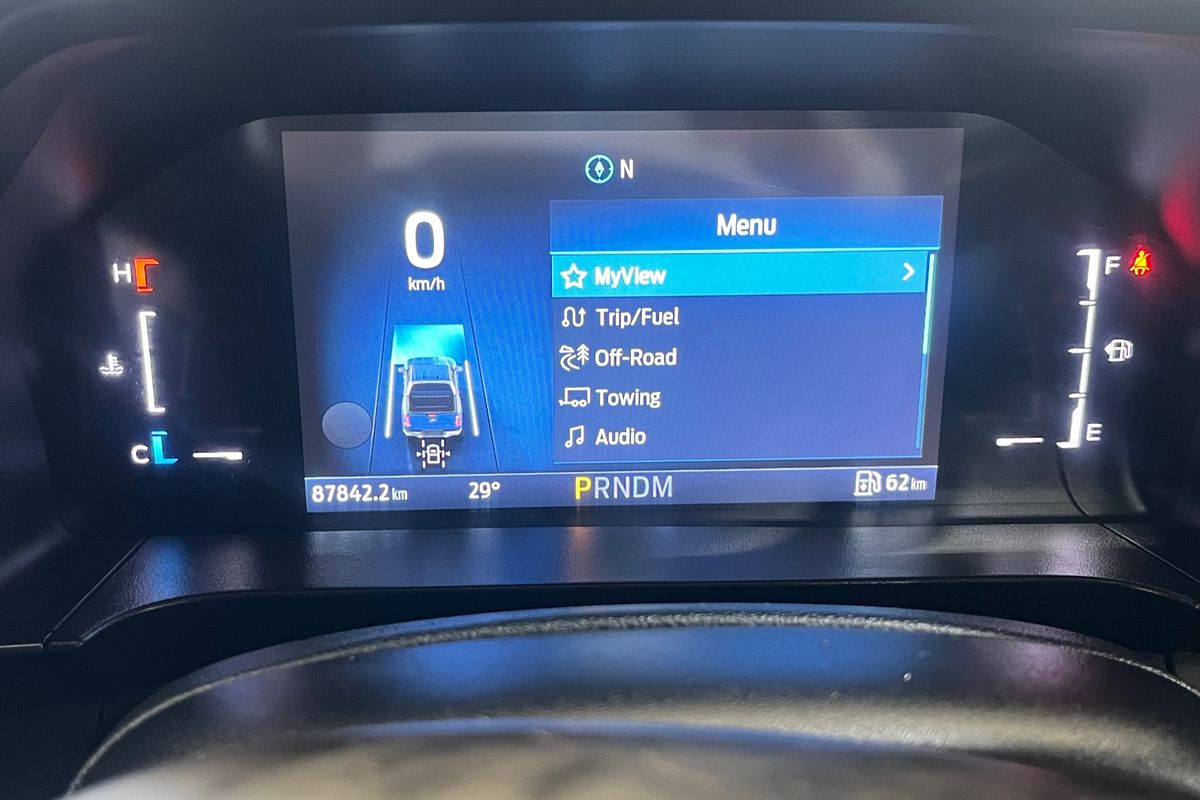 N
0
km/h
Menu
MyView
Trip/Fuel
Off-Road
Towing
Audio
H
C
F
E
87842.2 km 29° PRNDM 62 km